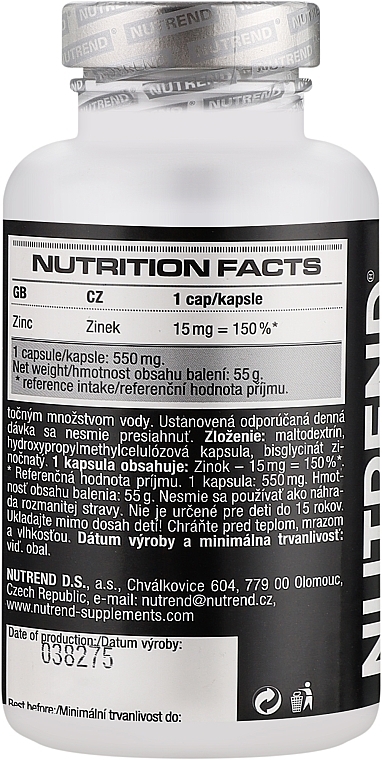 NUTREND
NUTRITION FACTS
GB CZ 1 cap/kapsle
Zinc Zinek 15 mg = 150 %*
1 capsule/kapsle: 550 mg.
Net weight/hmotnost obsahu balení: 55 g.
* reference intake/referenční hodnota příjmu.
točným množstvom vody. Ustanovená odporúčaná denná
dávka sa nesmie presiahnuť. Zloženie: maltodextrín,
hydroxypropylmethylcelulózová kapsula, bisglycinát zi-
nočnatý. 1 kapsula obsahuje: Zinok – 15 mg = 150%*.
* Referenčná hodnota príjmu. 1 kapsula: 550 mg. Hmot-
nosť obsahu balenia: 55 g. Nesmie sa používať ako náhra-
da rozmanitej stravy. Nie je určené pre deti do 15 rokov.
Ukladajte mimo dosah detí! Chráňte pred teplom, mrazom
a vlhkosťou. Dátum výroby a minimálna trvanlivosť:
viď. obal.
NUTREND D.S., a.s., Chválkovice 604, 779 00 Olomouc,
Czech Republic, e-mail: nutrend@nutrend.cz,
www.nutrend-supplements.com
Date of production:/Datum výroby:
038275
Best before:/Minimální trvanlivost do:
NUTREND®